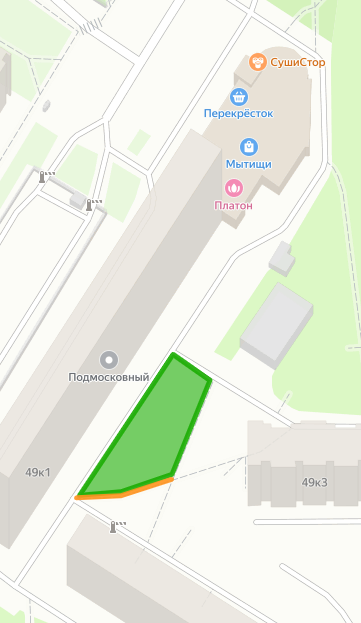 СушиСтор
Перекрёсток
Мытищи
Платон
Подмосковный
49к1
49к3